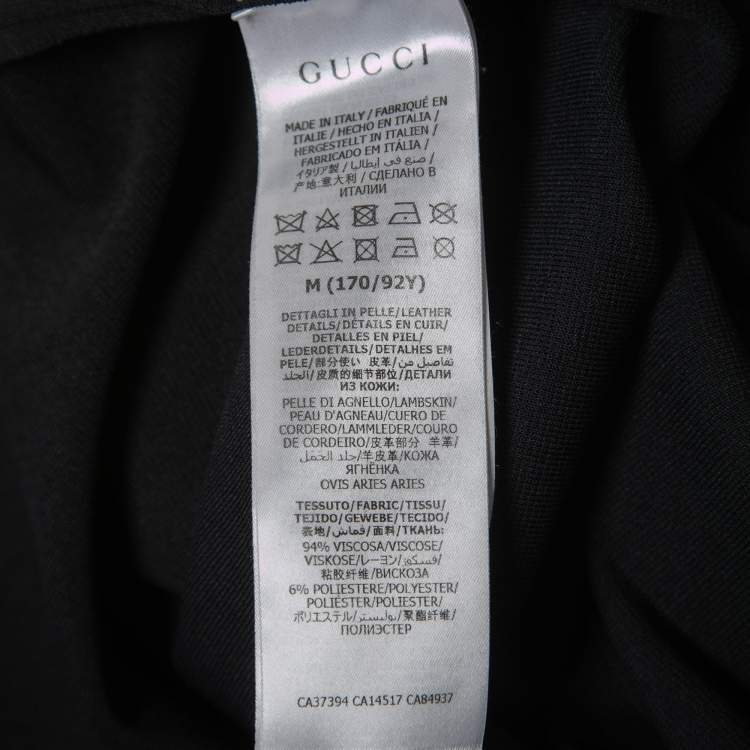 GUCCI
MADE IN ITALY / FABRIQUÉ EN
ITALIE / HECHO EN ITALIA /
HERGESTELLT IN ITALIEN /
FABRICADO EM ITÁLIA /
イタリア製 / صنع في إيطاليا /
产地:意大利 / СДЕЛАНО В
ИТАЛИИ
M (170/92Y)
DETTAGLI IN PELLE/LEATHER
DETAILS/DÉTAILS EN CUIR/
DETALLES EN PIEL/
LEDERDETAILS/DETALHES EM
PELE/部分使い 皮革/تفاصيل من
الجلد/皮质的细节部位/ДЕТАЛИ
ИЗ КОЖИ:
PELLE DI AGNELLO/LAMBSKIN/
PEAU D'AGNEAU/CUERO DE
CORDERO/LAMMLEDER/COURO
DE CORDEIRO/皮革部分 羊革/
جلد الحَمَل/羊皮革/КОЖА
ЯГНЁНКА
OVIS ARIES ARIES
TESSUTO/FABRIC/TISSU/
TEJIDO/GEWEBE/TECIDO/
表地/قماش/面料/ТКАНЬ:
94% VISCOSA/VISCOSE/
VISKOSE/レーヨン/فسكوز/
粘胶纤维/ВИСКОЗА
6% POLIESTERE/POLYESTER/
POLIÉSTER/POLIÉSTER/
ポリエステル/بوليستر/聚酯纤维/
ПОЛИЭСТЕР
CA37394 CA14517 CA84937